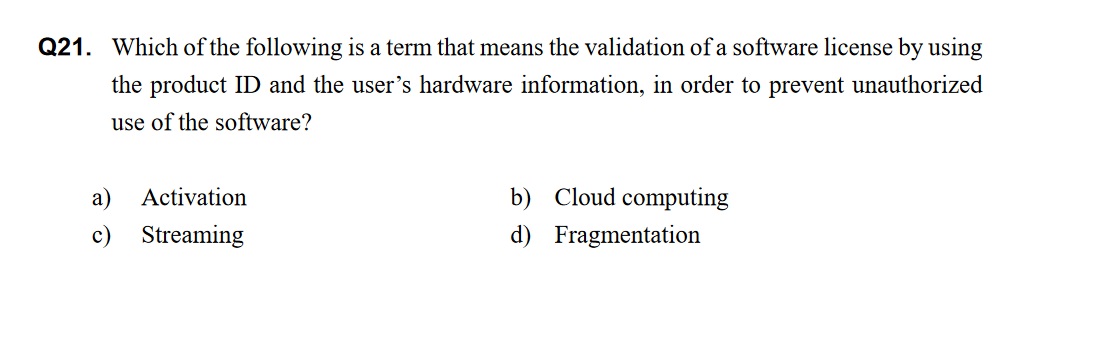 Q21. Which of the following is a term that means the validation of a software license by using
the product ID and the user’s hardware information, in order to prevent unauthorized
use of the software?
a) Activation b) Cloud computing
c) Streaming d) Fragmentation